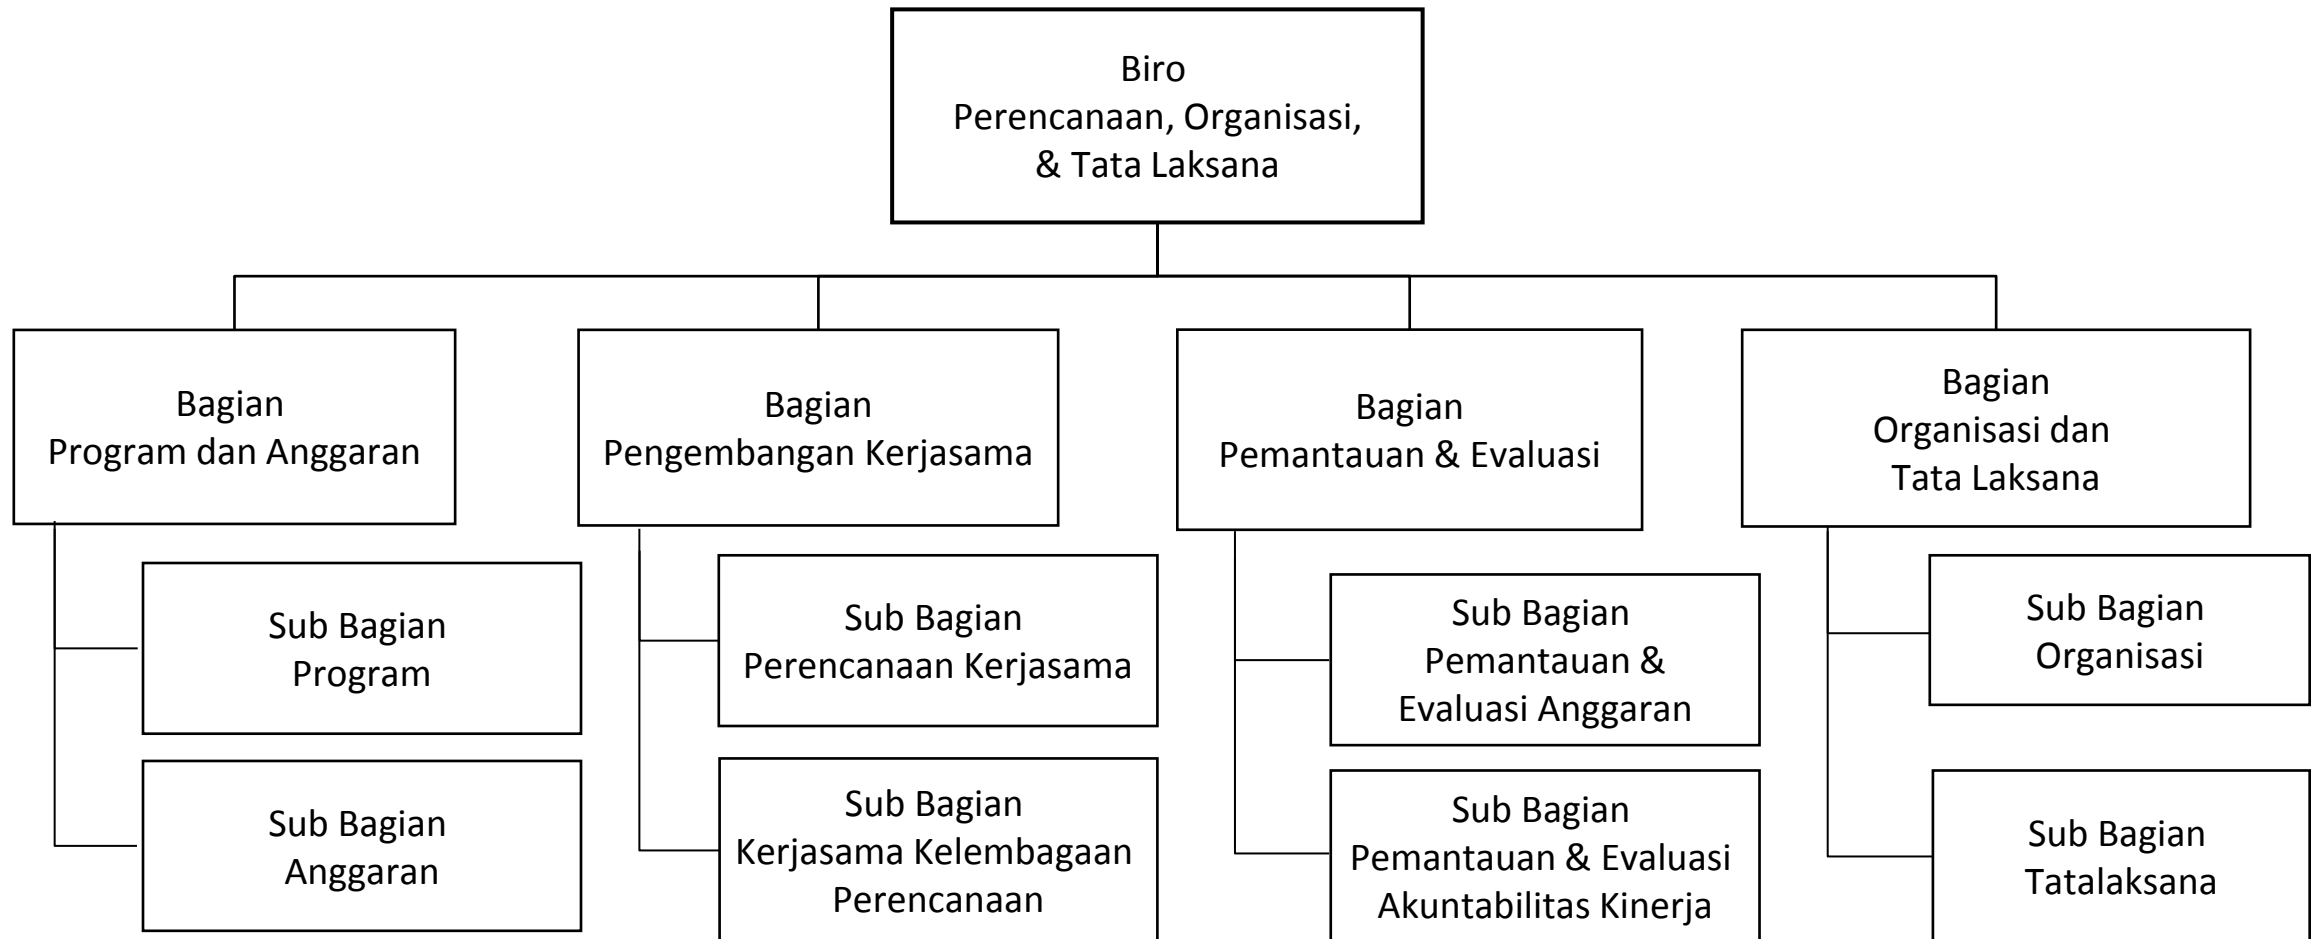 Biro
Perencanaan, Organisasi,
& Tata Laksana
Bagian
Program dan Anggaran
Bagian
Pengembangan Kerjasama
Bagian
Pemantauan & Evaluasi
Bagian
Organisasi dan
Tata Laksana
Sub Bagian
Program
Sub Bagian
Perencanaan Kerjasama
Sub Bagian
Pemantauan &
Evaluasi Anggaran
Sub Bagian
Organisasi
Sub Bagian
Anggaran
Sub Bagian
Kerjasama Kelembagaan
Perencanaan
Sub Bagian
Pemantauan & Evaluasi
Akuntabilitas Kinerja
Sub Bagian
Tatalaksana